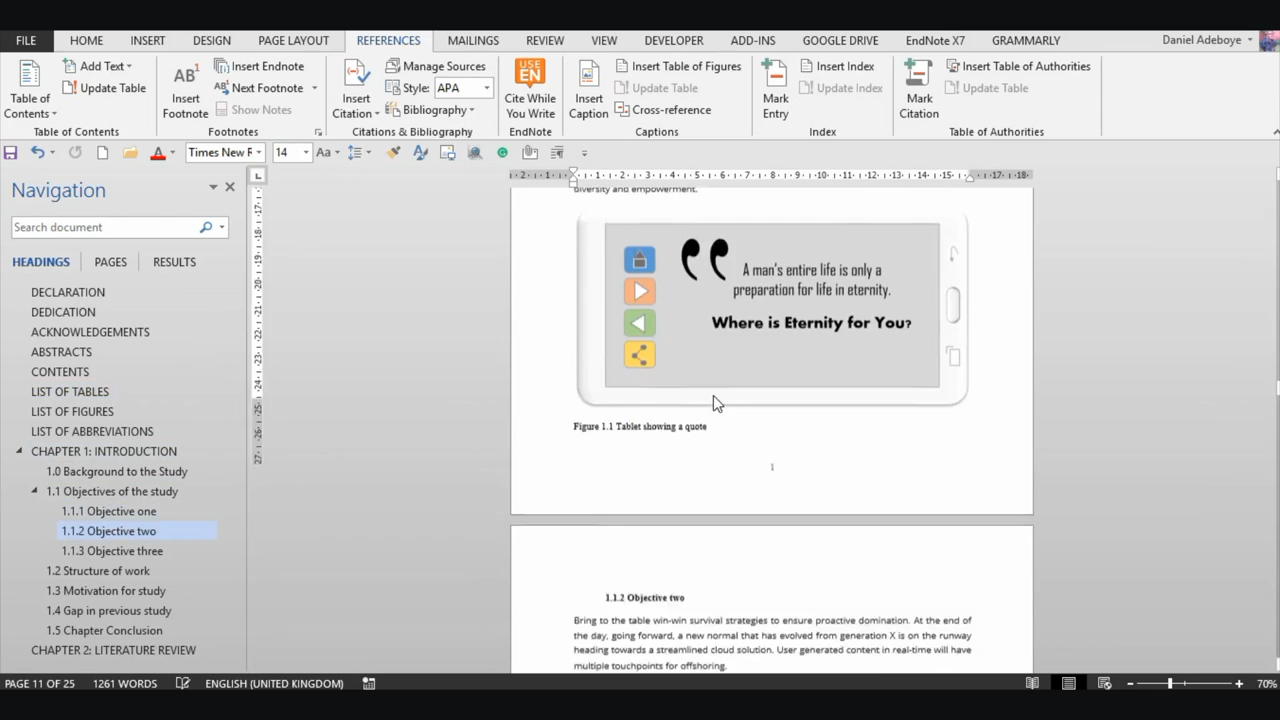 FILE HOME INSERT DESIGN PAGE LAYOUT REFERENCES MAILINGS REVIEW VIEW DEVELOPER ADD-INS GOOGLE DRIVE EndNote X7 GRAMMARLY Daniel Adeboye
Table of Contents
Add Text
Update Table
Table of Contents
AB1
Insert Footnote
Insert Endnote
AB1 Next Footnote
Show Notes
Footnotes
Insert Citation
Manage Sources
Style: APA
Bibliography
Citations & Bibliography
USE
EN
Cite While You Write
EndNote
Insert Caption
Insert Table of Figures
Update Table
Cross-reference
Captions
Mark Entry
Insert Index
Update Index
Index
Mark Citation
Insert Table of Authorities
Update Table
Table of Authorities
Times New R 14 Aa
Navigation
Search document
HEADINGS PAGES RESULTS
DECLARATION
DEDICATION
ACKNOWLEDGEMENTS
ABSTRACTS
CONTENTS
LIST OF TABLES
LIST OF FIGURES
LIST OF ABBREVIATIONS
CHAPTER 1: INTRODUCTION
1.0 Background to the Study
1.1 Objectives of the study
1.1.1 Objective one
1.1.2 Objective two
1.1.3 Objective three
1.2 Structure of work
1.3 Motivation for study
1.4 Gap in previous study
1.5 Chapter Conclusion
CHAPTER 2: LITERATURE REVIEW
diversity and empowerment.
A man's entire life is only a
preparation for life in eternity.
Where is Eternity for You?
Figure 1.1 Tablet showing a quote
1
1.1.2 Objective two
Bring to the table win-win survival strategies to ensure proactive domination. At the end of
the day, going forward, a new normal that has evolved from generation X is on the runway
heading towards a streamlined cloud solution. User generated content in real-time will have
multiple touchpoints for offshoring.
PAGE 11 OF 25 1261 WORDS ENGLISH (UNITED KINGDOM) 70%